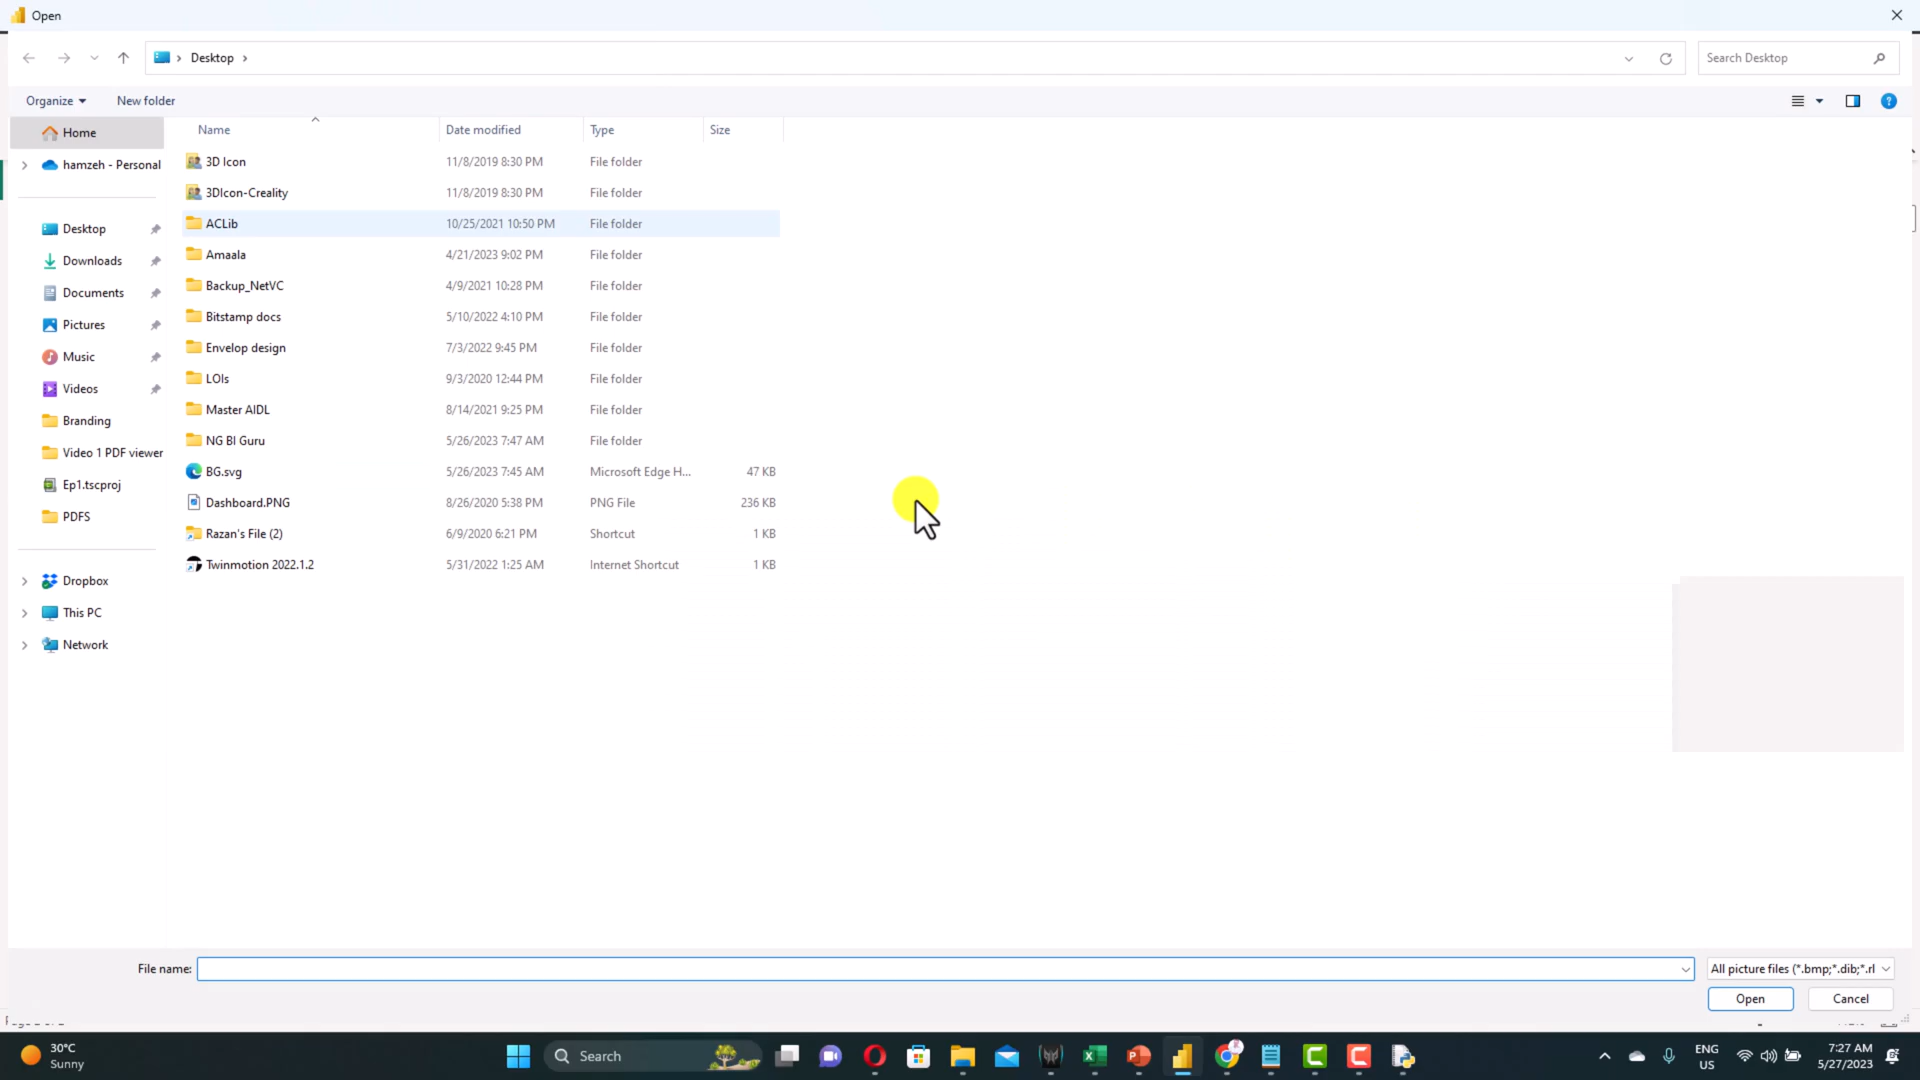 Open
Desktop
Search Desktop
Organize
New folder
Home
hamzeh - Personal
Desktop
Downloads
Documents
Pictures
Music
Videos
Branding
Video 1 PDF viewer
Ep1.tscproj
PDFS
Dropbox
This PC
Network
Name Date modified Type Size
3D Icon 11/8/2019 8:30 PM File folder
3DIcon-Creality 11/8/2019 8:30 PM File folder
ACLib 10/25/2021 10:50 PM File folder
Amaala 4/21/2023 9:02 PM File folder
Backup_NetVC 4/9/2021 10:28 PM File folder
Bitstamp docs 5/10/2022 4:10 PM File folder
Envelop design 7/3/2022 9:45 PM File folder
LOIs 9/3/2020 12:44 PM File folder
Master AIDL 8/14/2021 9:25 PM File folder
NG BI Guru 5/26/2023 7:47 AM File folder
BG.svg 5/26/2023 7:45 AM Microsoft Edge H... 47 KB
Dashboard.PNG 8/26/2020 5:38 PM PNG File 236 KB
Razan's File (2) 6/9/2020 6:21 PM Shortcut 1 KB
Twinmotion 2022.1.2 5/31/2022 1:25 AM Internet Shortcut 1 KB
File name:
All picture files (*.bmp;*.dib;*.rl
Open
Cancel
30°C
Sunny
Search
ENG
US
7:27 AM
5/27/2023